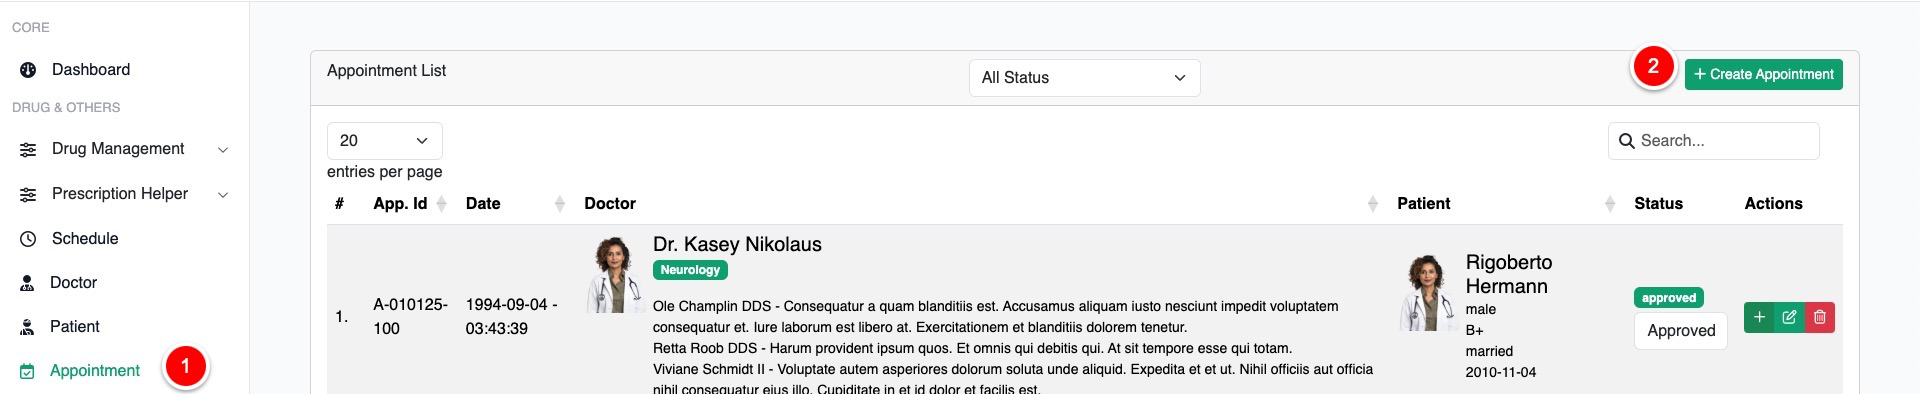 CORE
Dashboard
DRUG & OTHERS
Drug Management
Prescription Helper
Schedule
Doctor
Patient
Appointment
1
Appointment List
All Status
2
+ Create Appointment
20
entries per page
Search...
# App. Id Date Doctor Patient Status Actions
1.
A-010125-
100
1994-09-04 -
03:43:39
Dr. Kasey Nikolaus
Neurology
Ole Champlin DDS - Consequatur a quam blanditiis est. Accusamus aliquam iusto nesciunt impedit voluptatem
consequatur et. Iure laborum est libero at. Exercitationem et blanditiis dolorem tenetur.
Retta Roob DDS - Harum provident ipsum quos. Et omnis qui debitis qui. At sit tempore esse qui totam.
Viviane Schmidt II - Voluptate autem asperiores dolorum soluta unde aliquid. Expedita et et ut. Nihil officiis aut officia
nihil consequatur eius illo. Cupiditate in et id dolor et facilis est.
Rigoberto
Hermann
male
B+
married
2010-11-04
approved
Approved